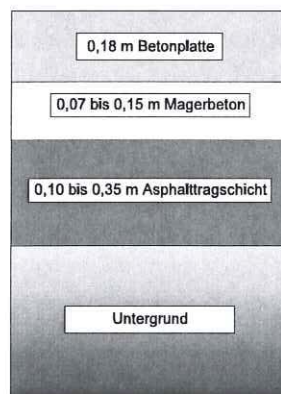 0,18 m Betonplatte
0,07 bis 0,15 m Magerbeton
0,10 bis 0,35 m Asphalttragschicht
Untergrund